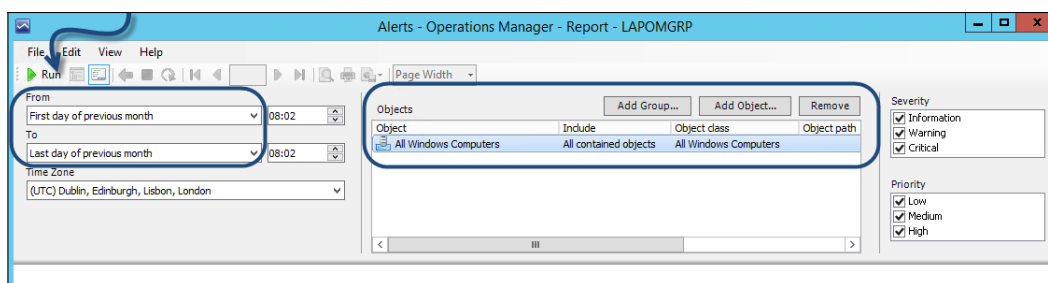 Alerts - Operations Manager - Report - LAPOMGRP
File Edit View Help
Run Page Width
From
First day of previous month 08:02
To
Last day of previous month 08:02
Time Zone
(UTC) Dublin, Edinburgh, Lisbon, London
Objects Add Group... Add Object... Remove
Object Include Object class Object path
All Windows Computers All contained objects All Windows Computers
Severity
Information
Warning
Critical
Priority
Low
Medium
High